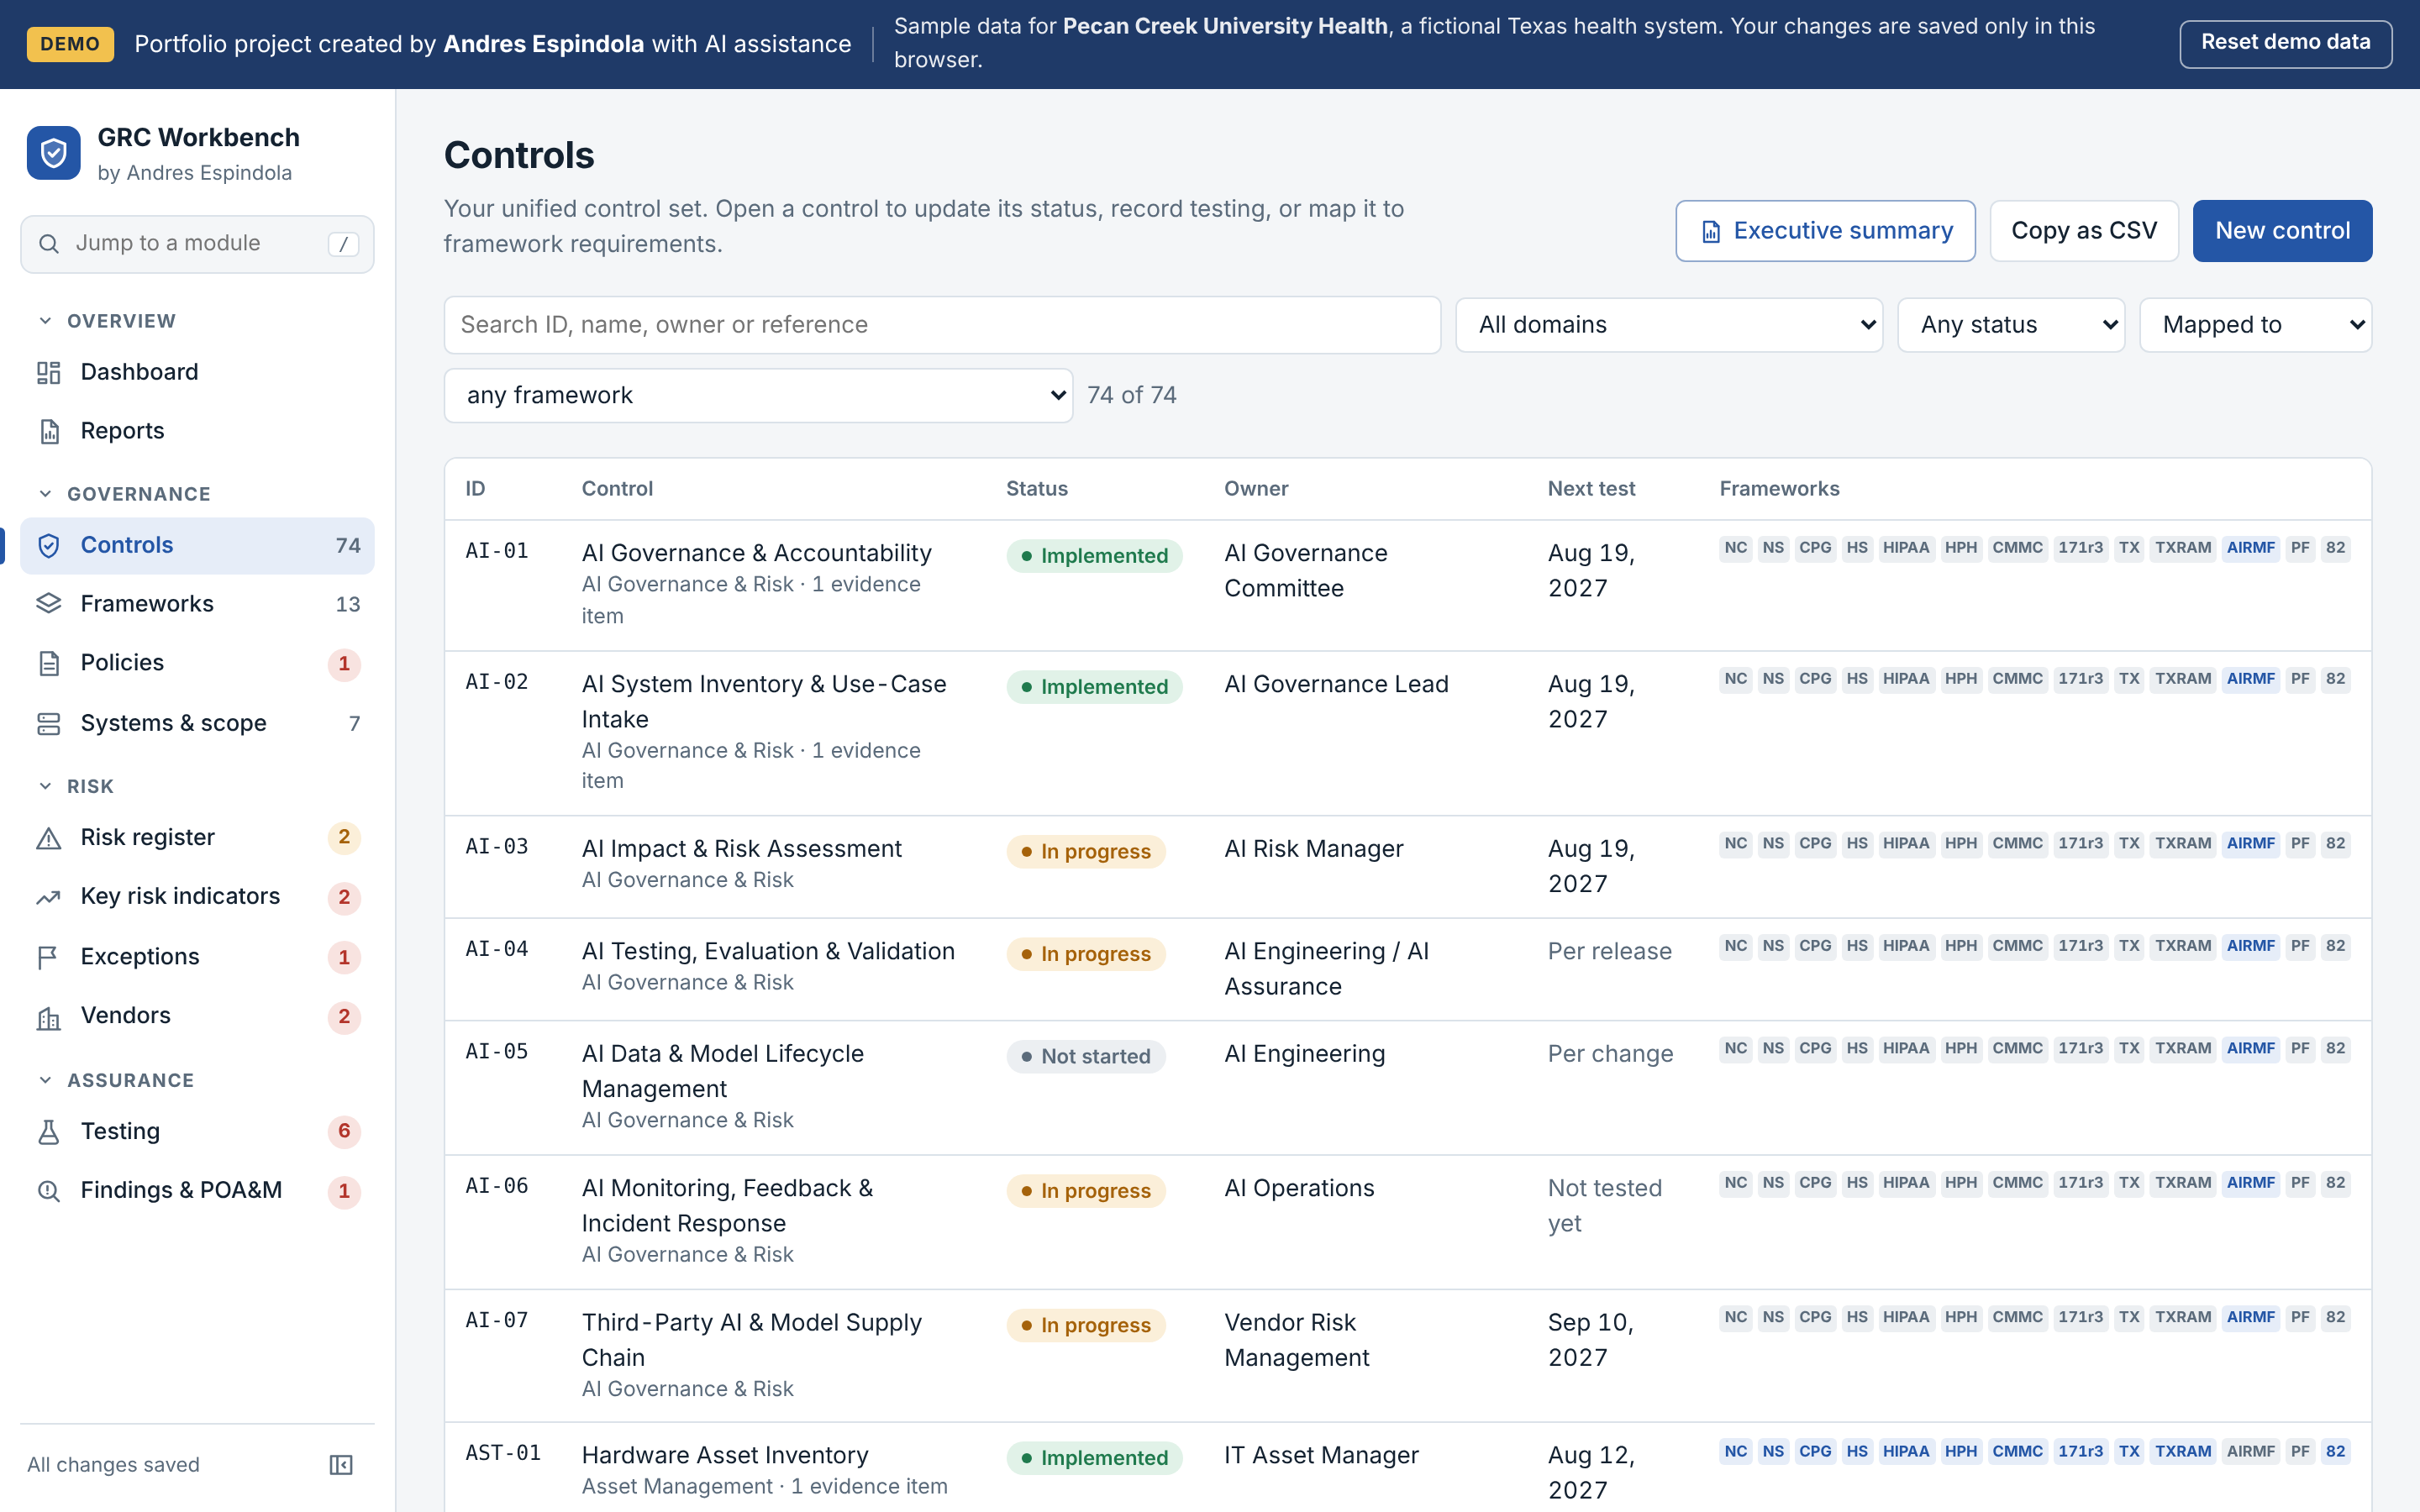 DEMO
Portfolio project created by Andres Espindola with AI assistance
Sample data for Pecan Creek University Health, a fictional Texas health system. Your changes are saved only in this
browser.
Reset demo data
GRC Workbench
by Andres Espindola
Jump to a module /
OVERVIEW
Dashboard
Reports
GOVERNANCE
Controls 74
Frameworks 13
Policies 1
Systems & scope 7
RISK
Risk register 2
Key risk indicators 2
Exceptions 1
Vendors 2
ASSURANCE
Testing 6
Findings & POA&M 1
All changes saved
Controls
Your unified control set. Open a control to update its status, record testing, or map it to
framework requirements.
Executive summary
Copy as CSV
New control
Search ID, name, owner or reference
All domains
Any status
Mapped to
any framework
74 of 74
ID Control Status Owner Next test Frameworks
AI-01 AI Governance & Accountability Implemented AI Governance Aug 19, NC NS CPG HS HIPAA HPH CMMC 171r3 TX TXRAM AIRMF PF 82
AI Governance & Risk · 1 evidence Committee 2027
item
AI-02 AI System Inventory & Use-Case Implemented AI Governance Lead Aug 19, NC NS CPG HS HIPAA HPH CMMC 171r3 TX TXRAM AIRMF PF 82
Intake 2027
AI Governance & Risk · 1 evidence
item
AI-03 AI Impact & Risk Assessment In progress AI Risk Manager Aug 19, NC NS CPG HS HIPAA HPH CMMC 171r3 TX TXRAM AIRMF PF 82
AI Governance & Risk 2027
AI-04 AI Testing, Evaluation & Validation In progress AI Engineering / AI Per release NC NS CPG HS HIPAA HPH CMMC 171r3 TX TXRAM AIRMF PF 82
AI Governance & Risk Assurance
AI-05 AI Data & Model Lifecycle Not started AI Engineering Per change NC NS CPG HS HIPAA HPH CMMC 171r3 TX TXRAM AIRMF PF 82
Management
AI Governance & Risk
AI-06 AI Monitoring, Feedback & In progress AI Operations Not tested NC NS CPG HS HIPAA HPH CMMC 171r3 TX TXRAM AIRMF PF 82
Incident Response yet
AI Governance & Risk
AI-07 Third-Party AI & Model Supply In progress Vendor Risk Sep 10, NC NS CPG HS HIPAA HPH CMMC 171r3 TX TXRAM AIRMF PF 82
Chain Management 2027
AI Governance & Risk
AST-01 Hardware Asset Inventory Implemented IT Asset Manager Aug 12, NC NS CPG HS HIPAA HPH CMMC 171r3 TX TXRAM AIRMF PF 82
Asset Management · 1 evidence item 2027